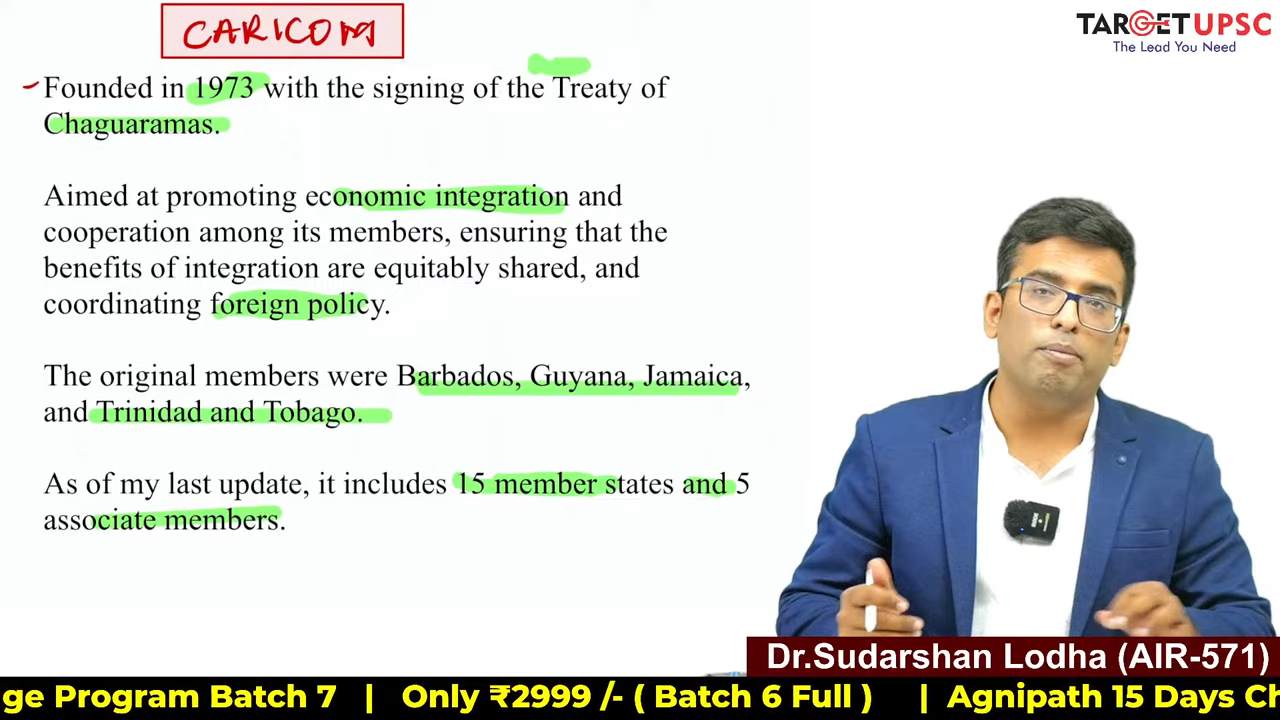 CARICOM
TARGETUPSC
The Lead You Need
Founded in 1973 with the signing of the Treaty of
Chaguaramas.
Aimed at promoting economic integration and
cooperation among its members, ensuring that the
benefits of integration are equitably shared, and
coordinating foreign policy.
The original members were Barbados, Guyana, Jamaica,
and Trinidad and Tobago.
As of my last update, it includes 15 member states and 5
associate members.
Dr.Sudarshan Lodha (AIR-571)
ge Program Batch 7 | Only ₹2999 /- ( Batch 6 Full ) | Agnipath 15 Days Ch